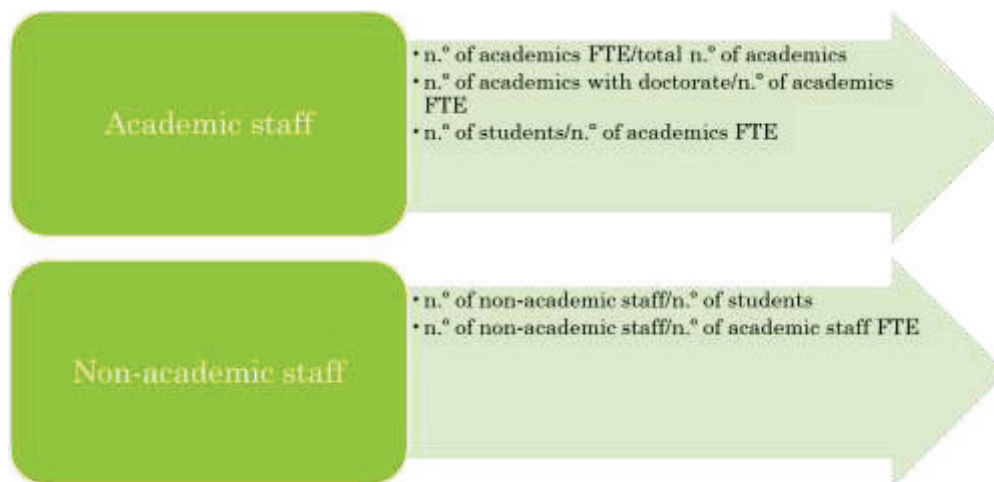 Academic staff
• n.º of academics FTE/total n.º of academics
• n.º of academics with doctorate/n.º of academics
FTE
• n.º of students/n.º of academics FTE
Non-academic staff
• n.º of non-academic staff/n.º of students
• n.º of non-academic staff/n.º of academic staff FTE